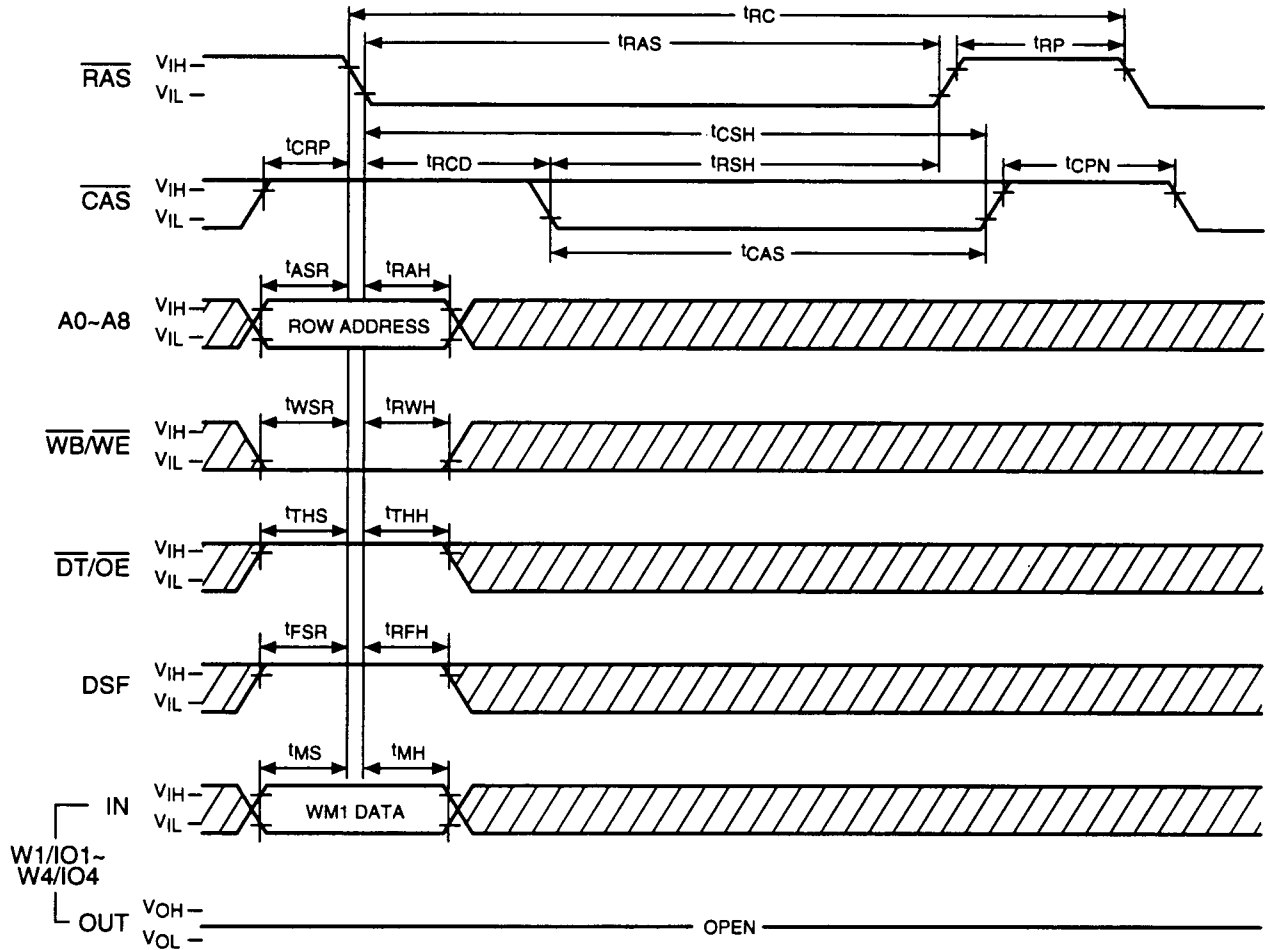 tRC
tRAS
tRP
RAS
VIH
VIL
tCSH
tCRP
tRCD
tRSH
tCPN
CAS
VIH
VIL
tCAS
tASR
tRAH
A0~A8
VIH
VIL
ROW ADDRESS
tWSR
tRWH
WB/WE
VIH
VIL
tTHS
tTHH
DT/OE
VIH
VIL
tFSR
tRFH
DSF
VIH
VIL
tMS
tMH
IN
VIH
VIL
WM1 DATA
W1/IO1~
W4/IO4
OUT
VOH
VOL
OPEN